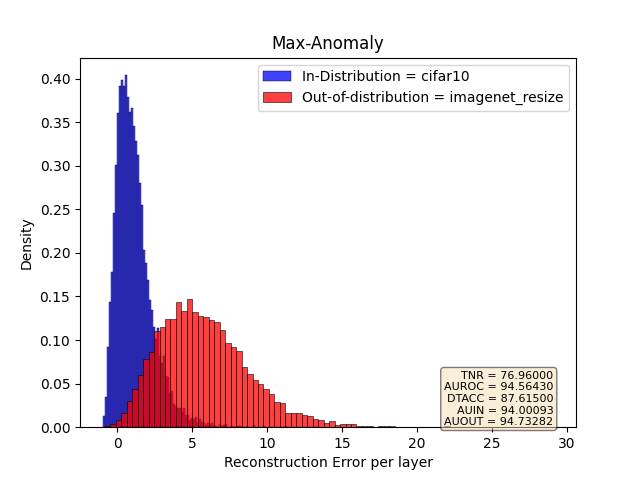 Max-Anomaly
In-Distribution = cifar10
Out-of-distribution = imagenet_resize
Density
0.40
0.35
0.30
0.25
0.20
0.15
0.10
0.05
0.00
TNR = 76.96000
AUROC = 94.56430
DTACC = 87.61500
AUIN = 94.00093
AUOUT = 94.73282
0 5 10 15 20 25 30
Reconstruction Error per layer